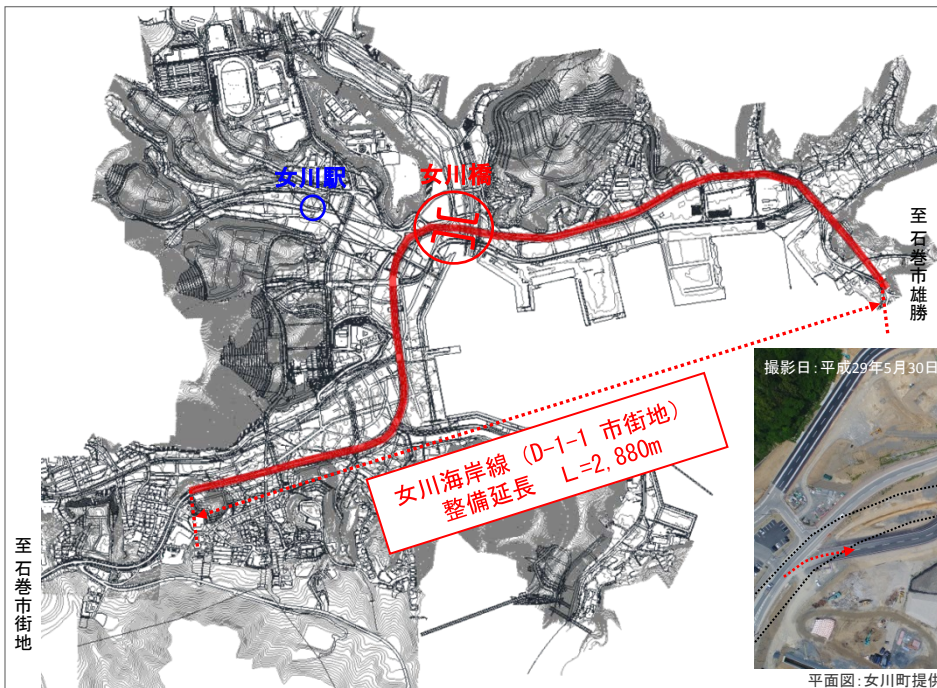 女川駅
女川橋
至 石巻市雄勝
撮影日：平成29年5月30日
女川海岸線（D-1-1 市街地）
整備延長　L=2,880m
至 石巻市街地
平面図：女川町提供